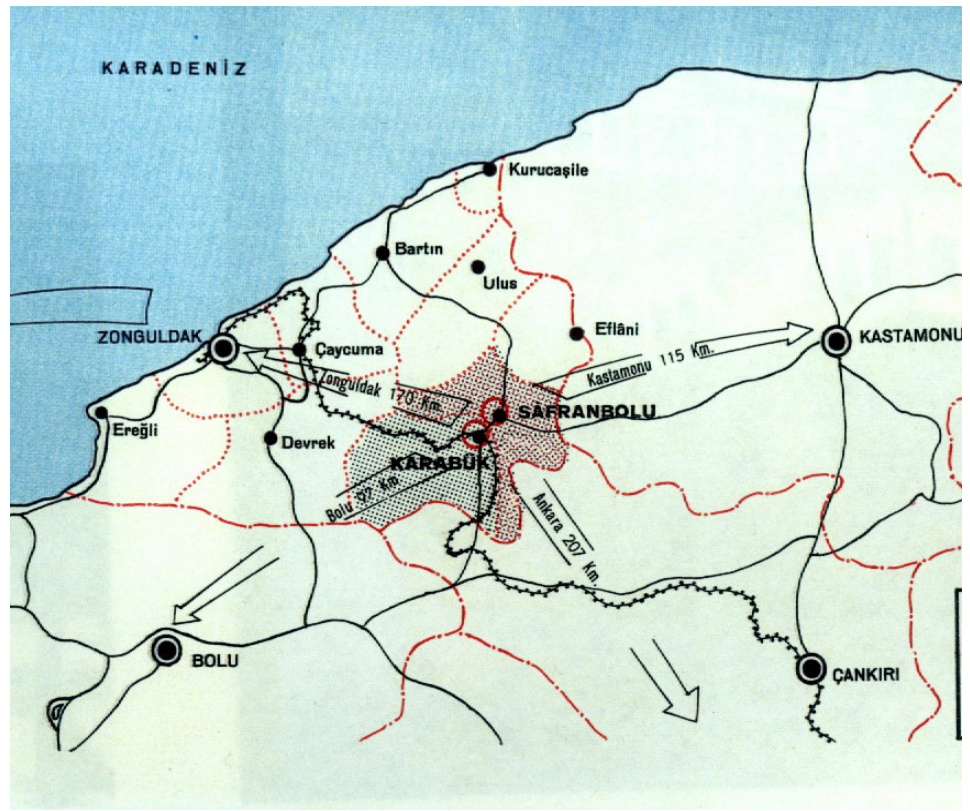 KARADENİZ
Kurucaşile
Bartın
Ulus
ZONGULDAK
Eflâni
KASTAMONU
Çaycuma
Kastamonu 115 Km.
Zonguldak 170 Km.
SAFRANBOLU
Ereğli
Devrek
KARABÜK
Bolu 97 Km
Ankara 207 Km.
BOLU
ÇANKIRI